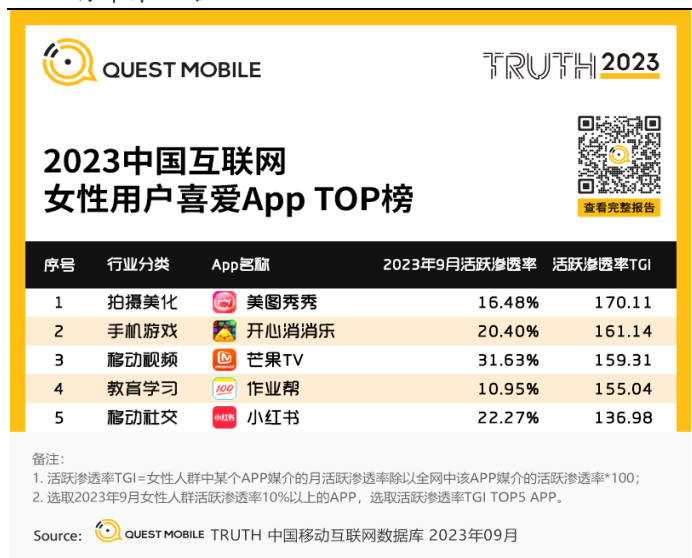 QUEST MOBILE
TRUTH 2023
2023中国互联网
女性用户喜爱App TOP榜
查看完整报告
序号 行业分类 App名称 2023年9月活跃渗透率 活跃渗透率TGI
1 拍摄美化 美图秀秀 16.48% 170.11
2 手机游戏 开心消消乐 20.40% 161.14
3 移动视频 芒果TV 31.63% 159.31
4 教育学习 100 作业帮 10.95% 155.04
5 移动社交 小红书 小红书 22.27% 136.98
备注:
1. 活跃渗透率TGI=女性人群中某个APP媒介的月活跃渗透率除以全网中该APP媒介的活跃渗透率*100;
2. 选取2023年9月女性人群活跃渗透率10%以上的APP，选取活跃渗透率TGI TOP5 APP。
Source: QUEST MOBILE TRUTH 中国移动互联网数据库 2023年09月